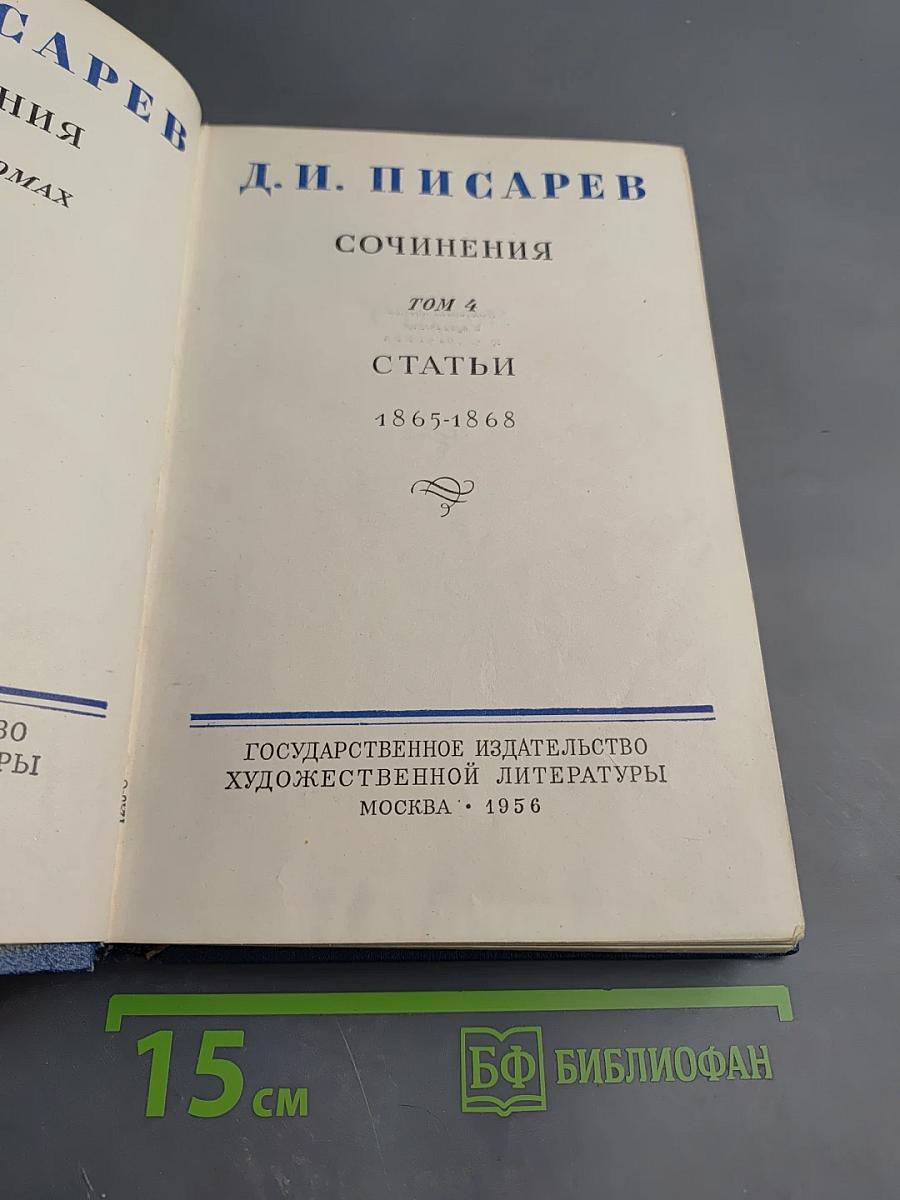 ИСАРЕВ
НИЯ
ОМАХ
ВО
РЫ
Д. И. ПИСАРЕВ
СОЧИНЕНИЯ
ТОМ 4
СТАТЬИ
1865-1868
ГОСУДАРСТВЕННОЕ ИЗДАТЕЛЬСТВО
ХУДОЖЕСТВЕННОЙ ЛИТЕРАТУРЫ
МОСКВА • 1956
15 см
БФ БИБЛИОФАН